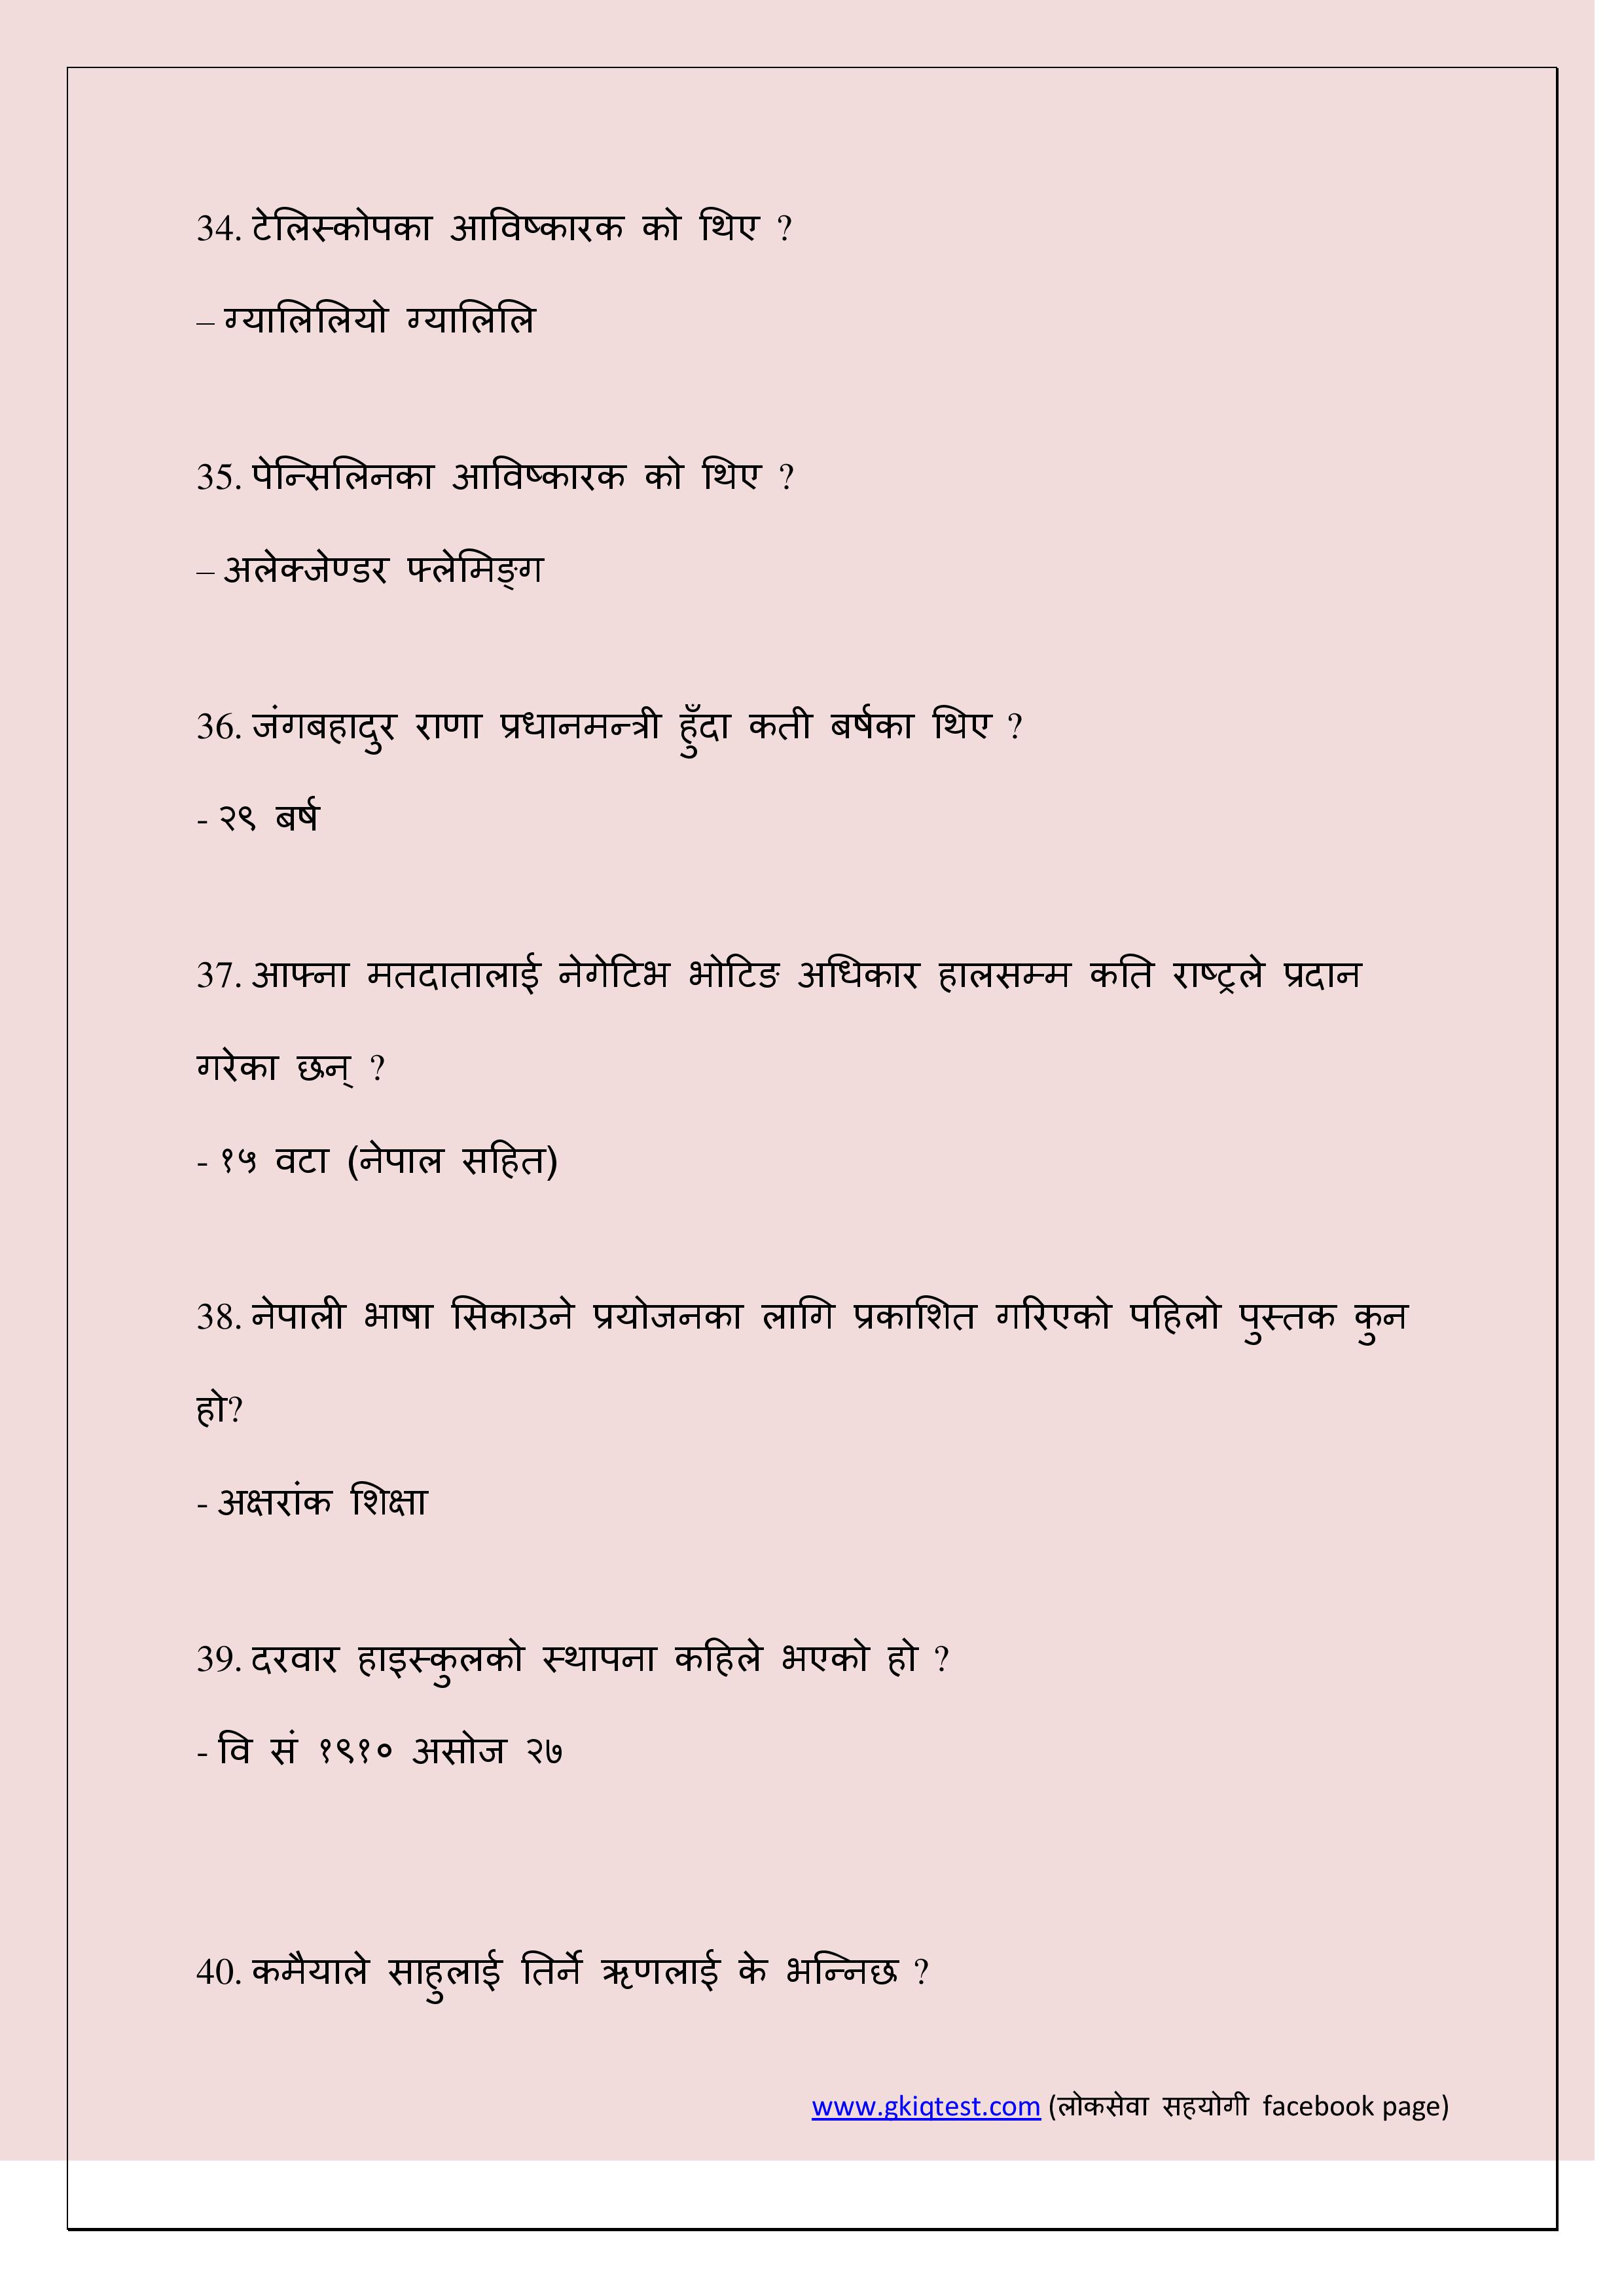 34. टेलिस्कोपका आविष्कारक को थिए ?
– ग्यालिलियो ग्यालिलि
35. पेन्सिलिनका आविष्कारक को थिए ?
– अलेक्जेण्डर फ्लेमिङ्ग
36. जंगबहादुर राणा प्रधानमन्त्री हुँदा कती बर्षका थिए ?
- २९ बर्ष
37. आफ्ना मतदातालाई नेगेटिभ भोटिङ अधिकार हालसम्म कति राष्ट्रले प्रदान
गरेका छन् ?
- १५ वटा (नेपाल सहित)
38. नेपाली भाषा सिकाउने प्रयोजनका लागि प्रकाशित गरिएको पहिलो पुस्तक कुन
हो?
- अक्षरांक शिक्षा
39. दरवार हाइस्कुलको स्थापना कहिले भएको हो ?
- वि सं १९१० असोज २७
40. कमैयाले साहुलाई तिर्ने ऋणलाई के भन्निछ ?
www.gkiqtest.com (लोकसेवा सहयोगी facebook page)